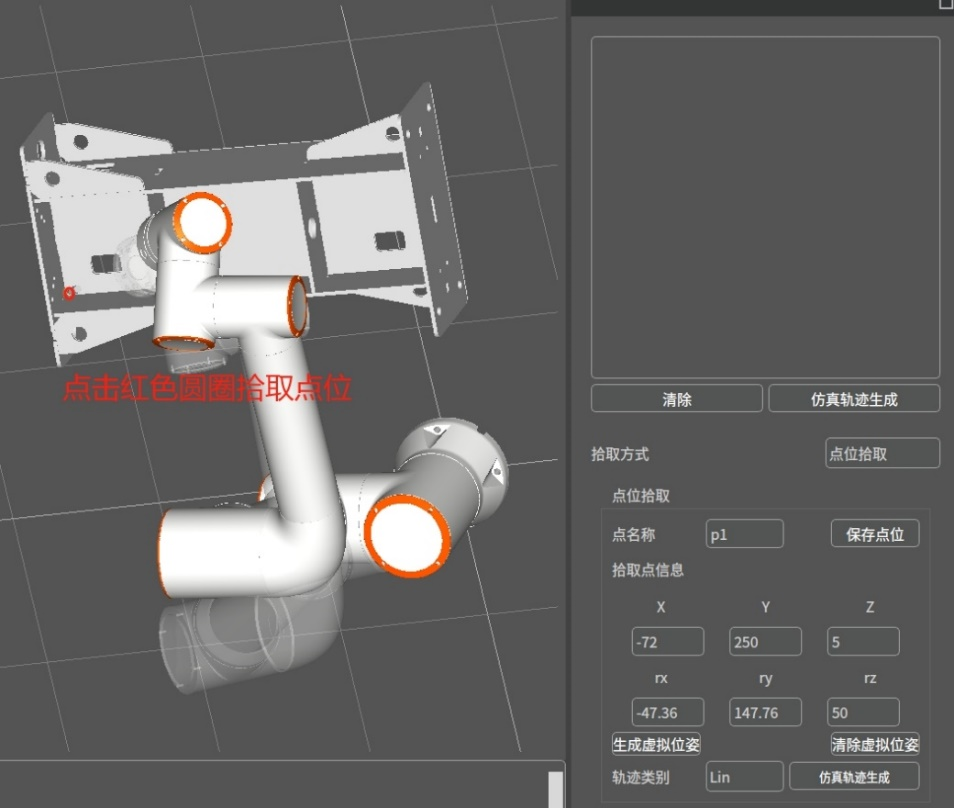 点击红色圆圈拾取点位
清除 仿真轨迹生成
拾取方式 点位拾取
点位拾取
点名称 p1 保存点位
拾取点信息
X Y Z
-72 250 5
rx ry rz
-47.36 147.76 50
生成虚拟位姿 清除虚拟位姿
轨迹类别 Lin 仿真轨迹生成